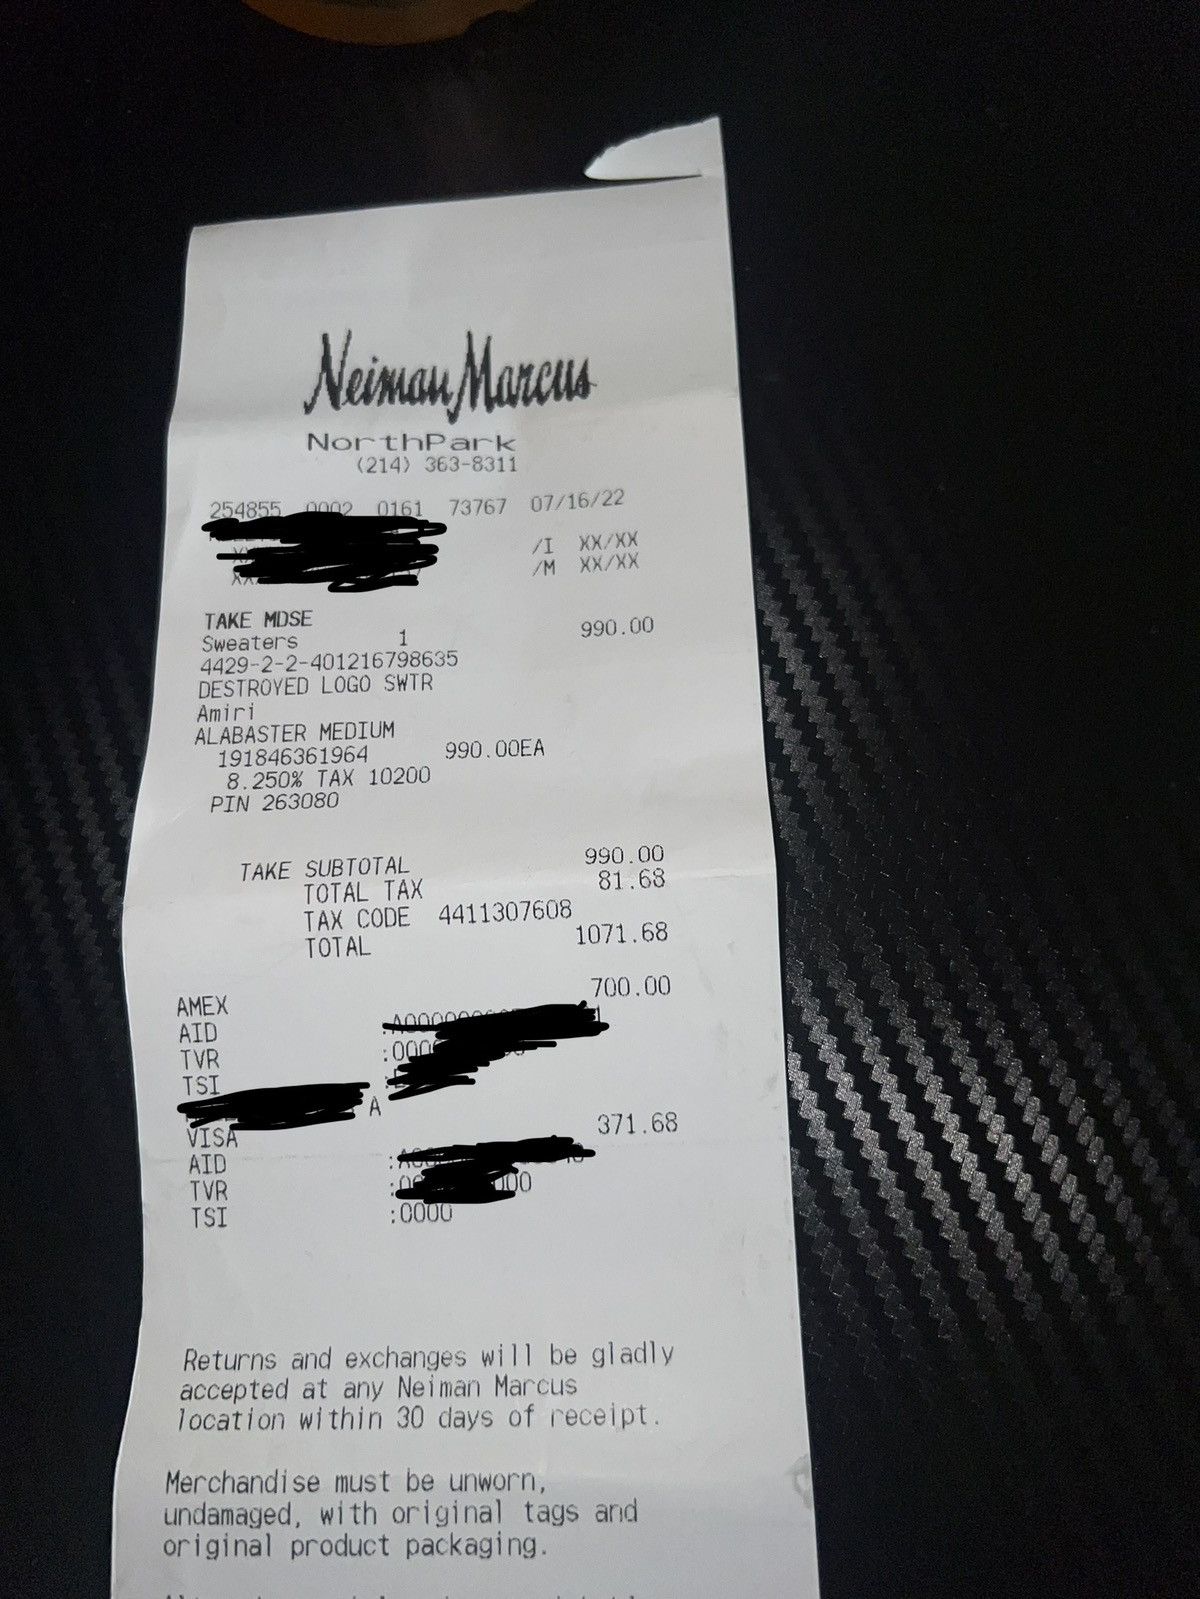 Neiman Marcus
NorthPark
(214) 363-8311
254855 0002 0161 73767 07/16/22
/I XX/XX
/M XX/XX
TAKE MDSE
Sweaters 1 990.00
4429-2-2-401216798635
DESTROYED LOGO SWTR
Amiri
ALABASTER MEDIUM
191846361964 990.00EA
8.250% TAX 10200
PIN 263080
TAKE SUBTOTAL 990.00
TOTAL TAX 81.68
TAX CODE 4411307608
TOTAL 1071.68
AMEX 700.00
AID
TVR
TSI
A
VISA 371.68
AID
TVR
TSI :0000
Returns and exchanges will be gladly
accepted at any Neiman Marcus
location within 30 days of receipt.
Merchandise must be unworn,
undamaged, with original tags and
original product packaging.